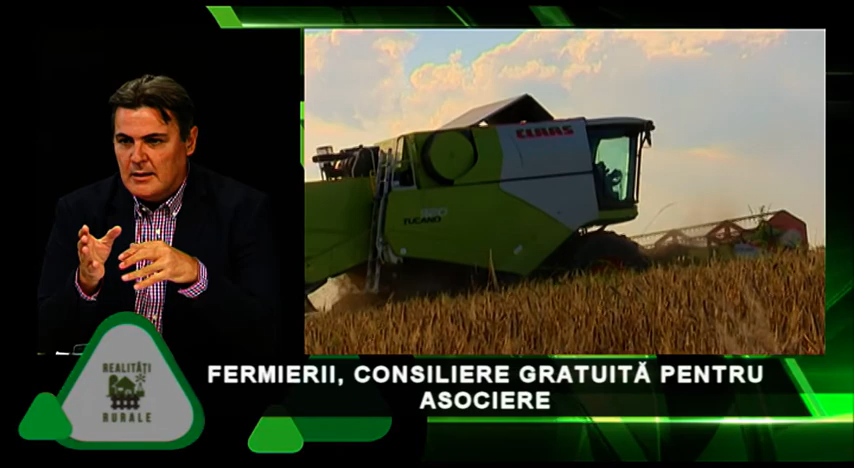 CLAAS
TUCANO
REALITĂȚI
RURALE
FERMIERII, CONSILIERE GRATUITĂ PENTRU
ASOCIERE